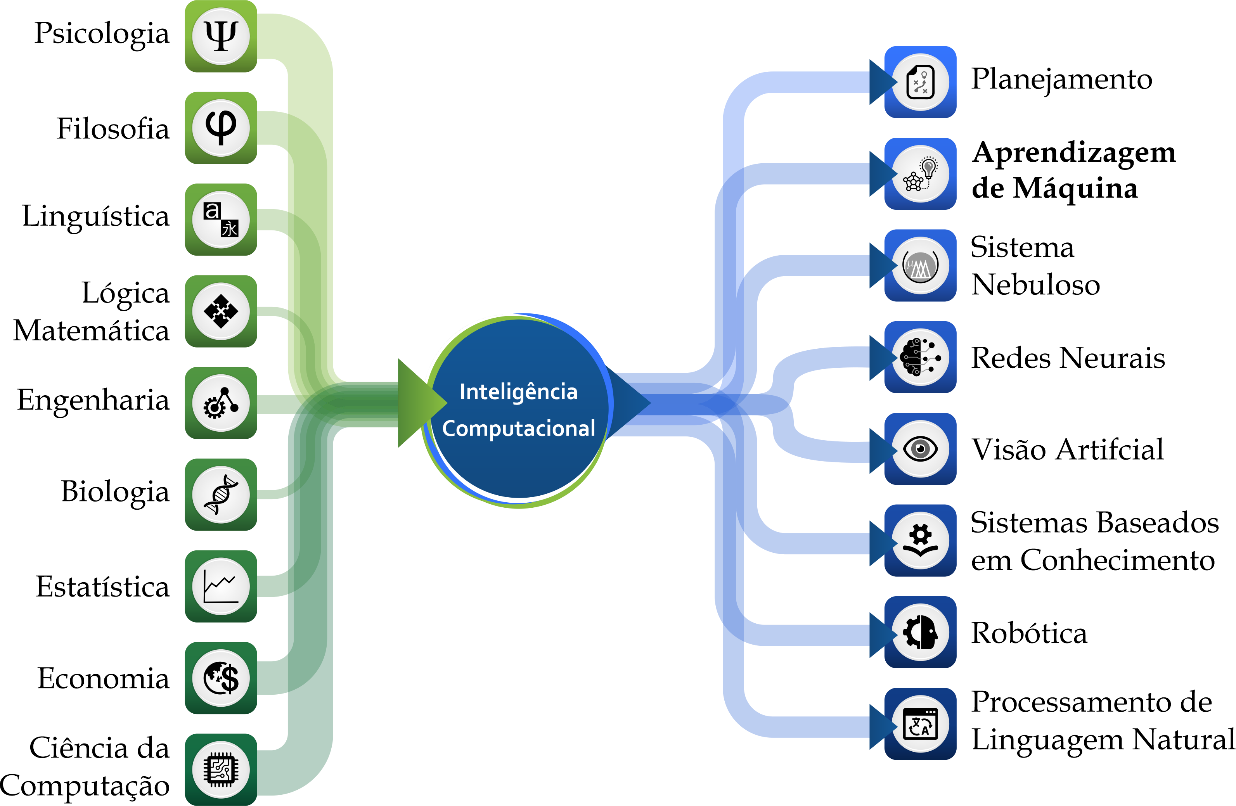 Psicologia
Filosofia
Linguística
Lógica
Matemática
Engenharia
Biologia
Estatística
Economia
Ciência da
Computação
Inteligência
Computacional
Planejamento
Aprendizagem
de Máquina
Sistema
Nebuloso
Redes Neurais
Visão Artifcial
Sistemas Baseados
em Conhecimento
Robótica
Processamento de
Linguagem Natural